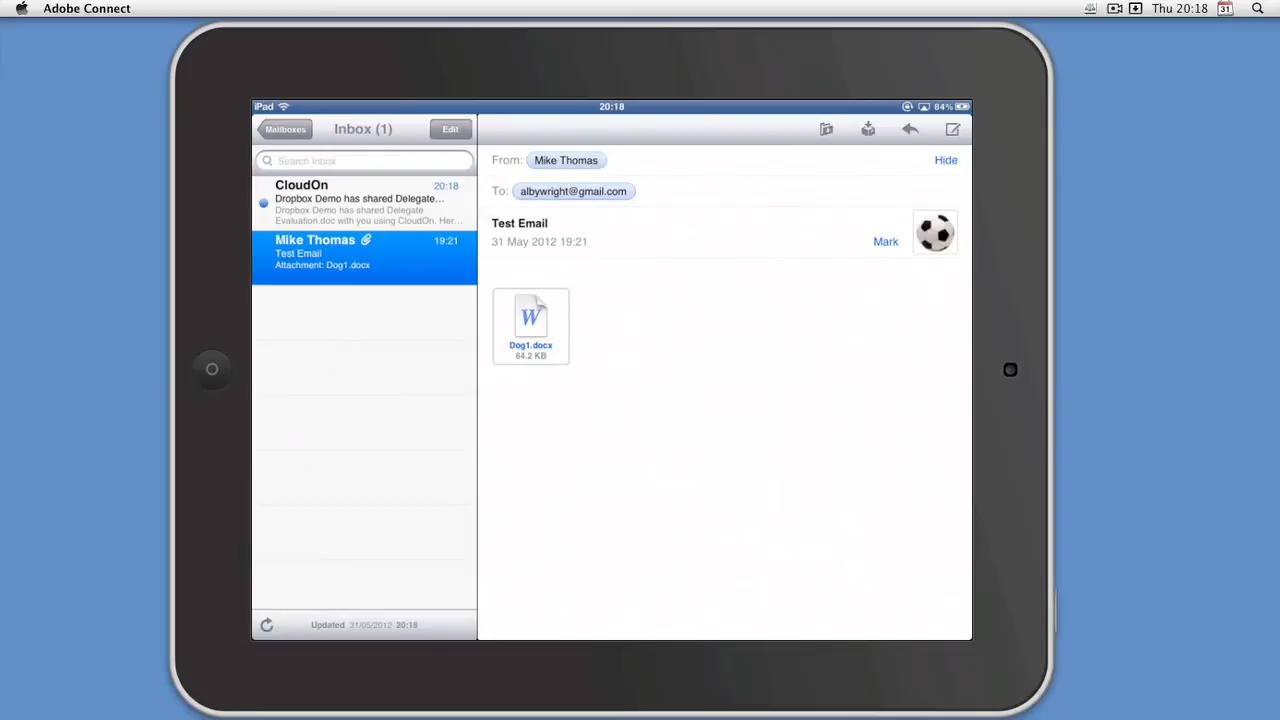 Adobe Connect
Thu 20:18
31
iPad
20:18
84%
Mailboxes
Inbox (1)
Edit
Search Inbox
CloudOn 20:18
Dropbox Demo has shared Delegate...
Dropbox Demo has shared Delegate
Evaluation.doc with you using CloudOn. Her...
Mike Thomas 19:21
Test Email
Attachment: Dog1.docx
Updated 31/05/2012 20:18
From: Mike Thomas
Hide
To: albywright@gmail.com
Test Email
31 May 2012 19:21
Mark
W
Dog1.docx
64.2 KB